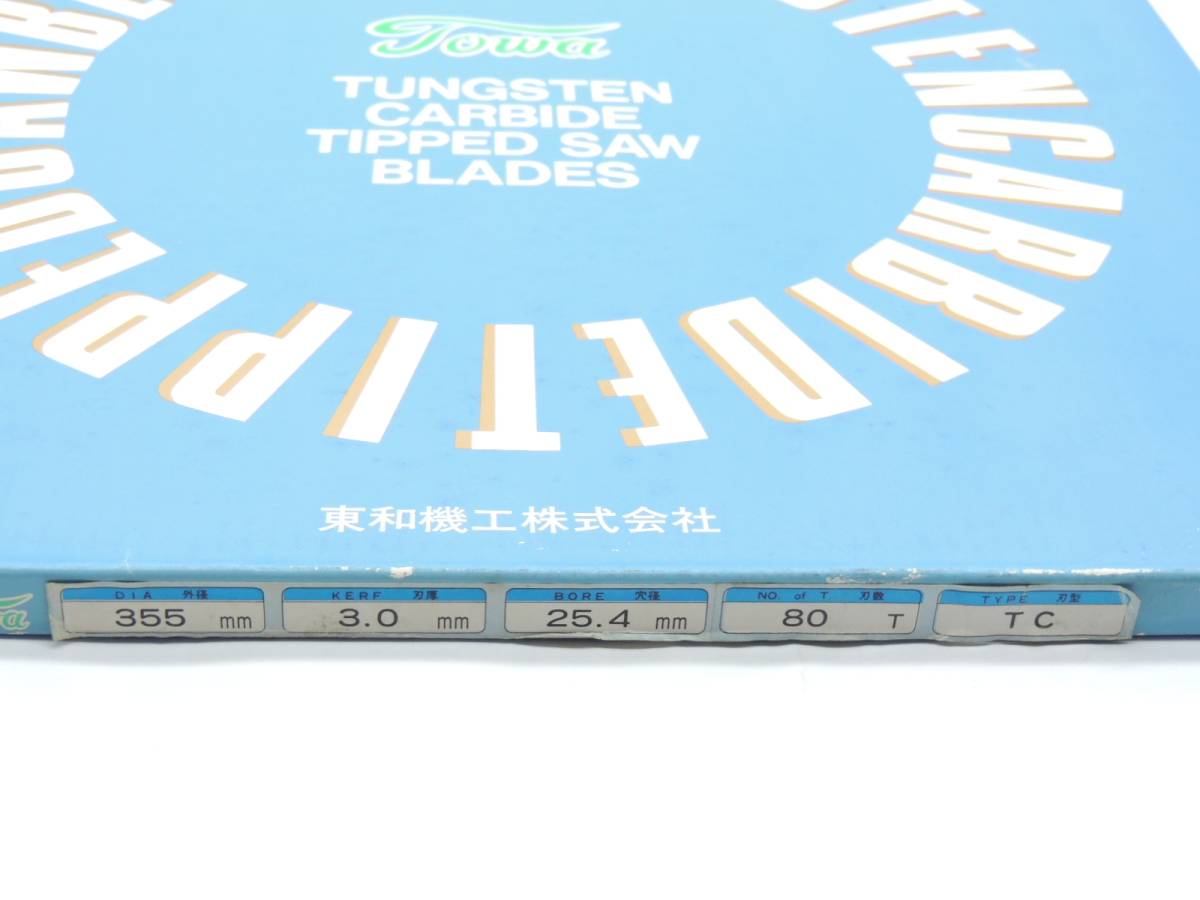 Towa
TUNGSTEN
CARBIDE
TIPPED SAW
BLADES
STENCARBIDETIPPED
東和機工株式会社
DIA 外径
355 mm
KERF 刃厚
3.0 mm
BORE 穴径
25.4 mm
NO. of T. 刃数
80 T
TYPE 刃型
TC